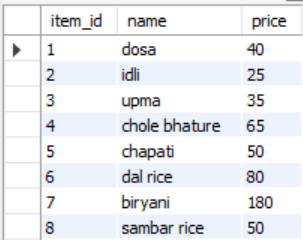 item_id name price
1 dosa 40
2 idli 25
3 upma 35
4 chole bhature 65
5 chapati 50
6 dal rice 80
7 biryani 180
8 sambar rice 50